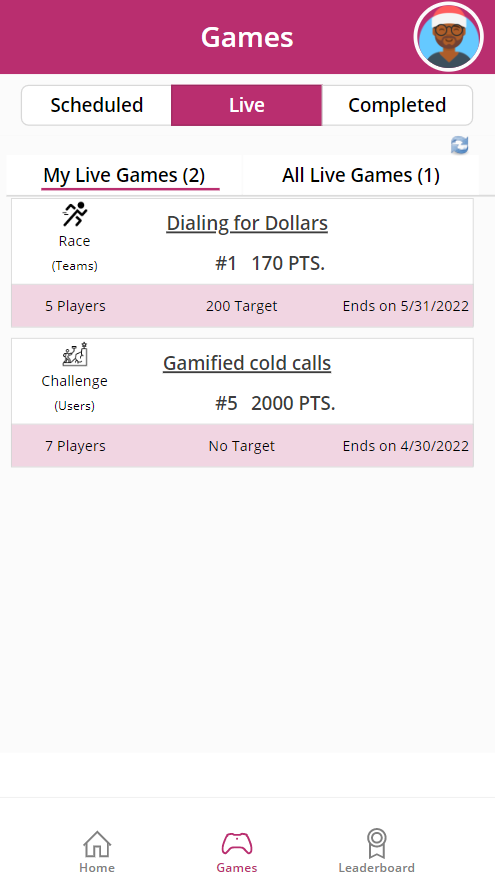 Games
Scheduled Live Completed
My Live Games (2) All Live Games (1)
Dialing for Dollars
Race
(Teams)
#1 170 PTS.
5 Players 200 Target Ends on 5/31/2022
Gamified cold calls
Challenge
(Users)
#5 2000 PTS.
7 Players No Target Ends on 4/30/2022
Home Games Leaderboard